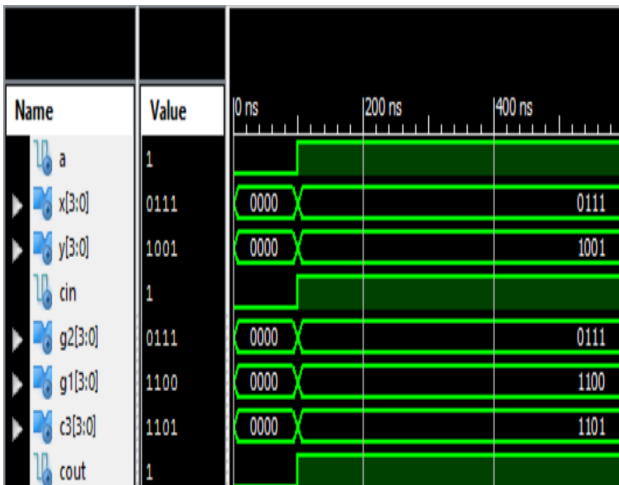 Name Value 0 ns 200 ns 400 ns
a 1
x[3:0] 0111 0000 0111
y[3:0] 1001 0000 1001
cin 1
g2[3:0] 0111 0000 0111
g1[3:0] 1100 0000 1100
c3[3:0] 1101 0000 1101
cout 1